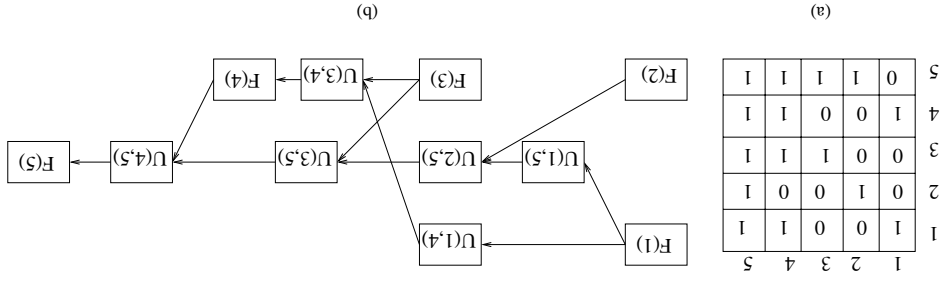 1 2 3 4 5
1 1 0 0 1 1
2 0 1 0 0 1
3 0 0 1 1 1
4 1 0 0 1 1
5 0 1 1 1 1
(a)
F(1) U(1,4)
U(1,5) U(2,5) U(3,5) U(4,5) F(5)
F(2) F(3) U(3,4) F(4)
(b)